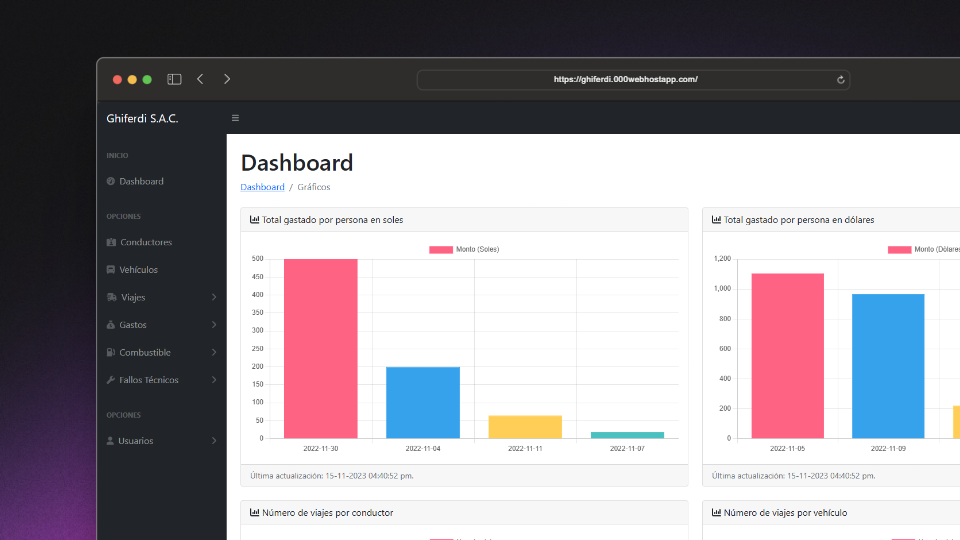 https://ghiferdi.000webhostapp.com/
Ghiferdi S.A.C.
INICIO
Dashboard
OPCIONES
Conductores
Vehículos
Viajes
Gastos
Combustible
Fallos Técnicos
OPCIONES
Usuarios
Dashboard
Dashboard / Gráficos
Total gastado por persona en soles
Monto (Soles)
500
450
400
350
300
250
200
150
100
50
0
2022-11-30 2022-11-04 2022-11-11 2022-11-07
Última actualización: 15-11-2023 04:40:52 pm.
Total gastado por persona en dólares
Monto (Dólares
1,200
1,000
800
600
400
200
0
2022-11-05 2022-11-09
Última actualización: 15-11-2023 04:40:52 pm.
Número de viajes por conductor
Número de viajes por vehículo